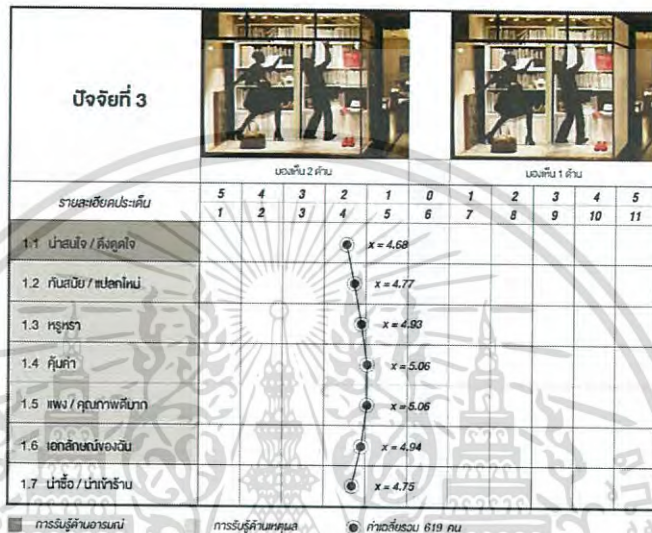 ปัจจัยที่ 3
มองเห็น 2 ด้าน
มองเห็น 1 ด้าน
รายละเอียดประเด็น
5 4 3 2 1 0 1 2 3 4 5
1 2 3 4 5 6 7 8 9 10 11
1.1 น่าสนใจ / ดึงดูดใจ
x = 4.68
1.2 ทันสมัย / แปลกใหม่
x = 4.77
1.3 หรูหรา
x = 4.93
1.4 คุ้มค่า
x = 5.06
1.5 แพง / คุณภาพดีมาก
x = 5.06
1.6 เอกลักษณ์ของฉัน
x = 4.94
1.7 น่าซื้อ / น่าเข้าร้าน
x = 4.75
การรับรู้ด้านอารมณ์
การรับรู้ด้านเหตุผล
ค่าเฉลี่ยรวม 619 คน